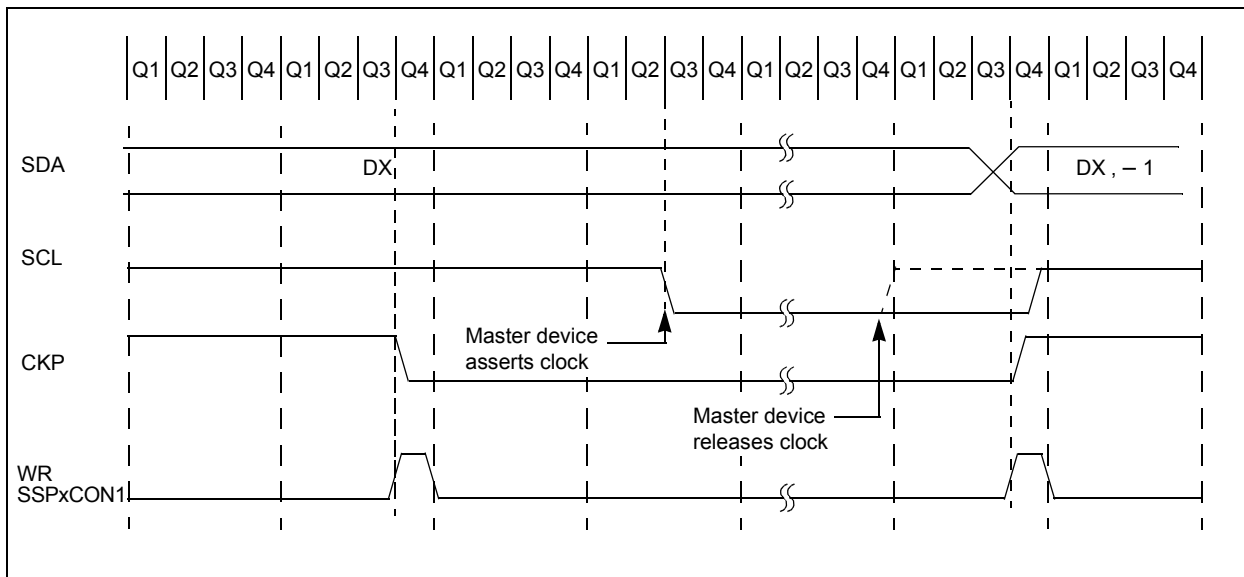 Q1 Q2 Q3 Q4 Q1 Q2 Q3 Q4 Q1 Q2 Q3 Q4 Q1 Q2 Q3 Q4 Q1 Q2 Q3 Q4 Q1 Q2 Q3 Q4 Q1 Q2 Q3 Q4
SDA
DX
DX , – 1
SCL
Master device
asserts clock
CKP
Master device
releases clock
WR
SSPxCON1